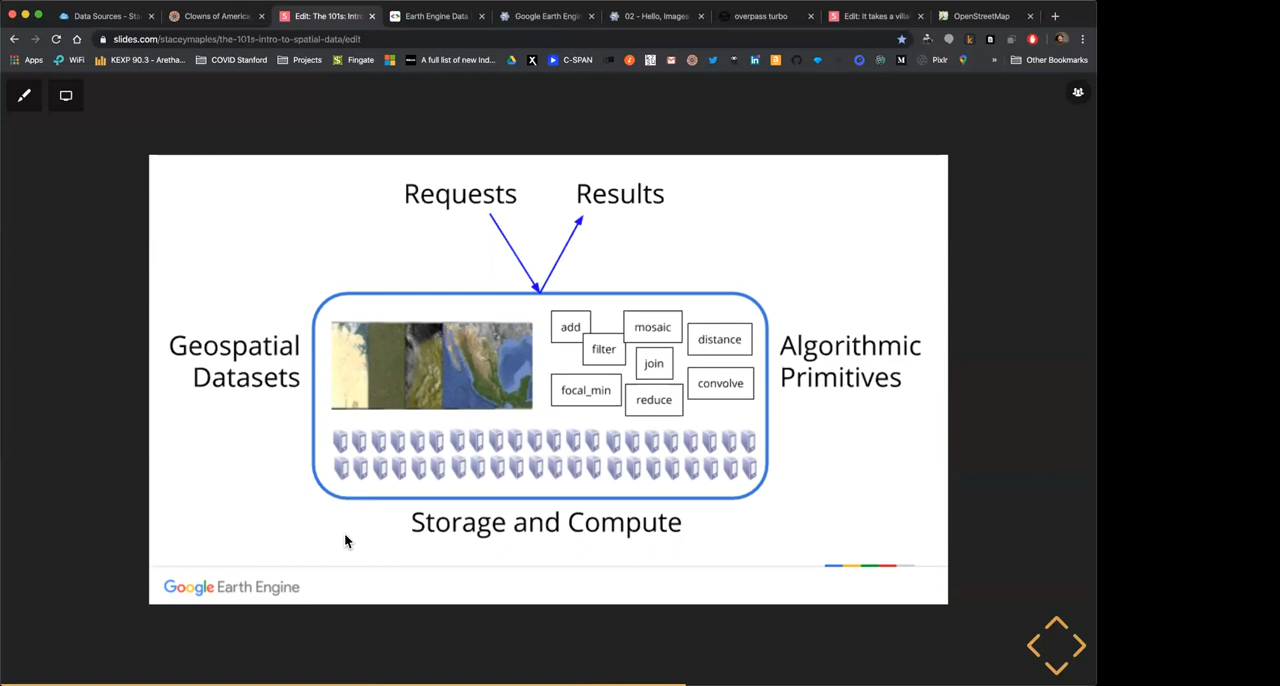 Data Sources - Sta
Clowns of America,
Edit: The 101s: Intro
Earth Engine Data
Google Earth Engin
02 - Hello, Images
overpass turbo
Edit: It takes a villa
OpenStreetMap
slides.com/staceymaples/the-101s-intro-to-spatial-data/edit
Apps
WiFi
KEXP 90.3 - Aretha...
COVID Stanford
Projects
Fingate
A full list of new Ind...
C-SPAN
Pixlr
»
Other Bookmarks
Requests
Results
Geospatial
Datasets
add
mosaic
filter
distance
join
focal_min
convolve
reduce
Algorithmic
Primitives
Storage and Compute
Google Earth Engine